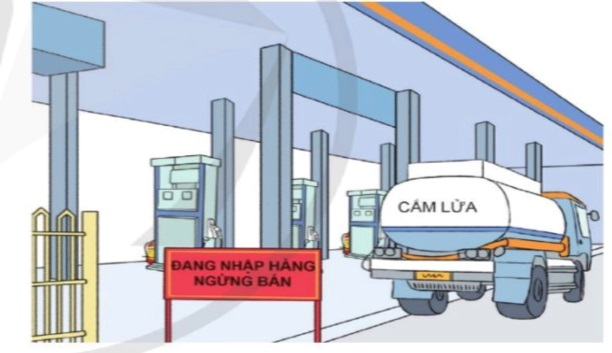 CẤM LỬA
ĐANG NHẬP HÀNG
NGỪNG BÁN